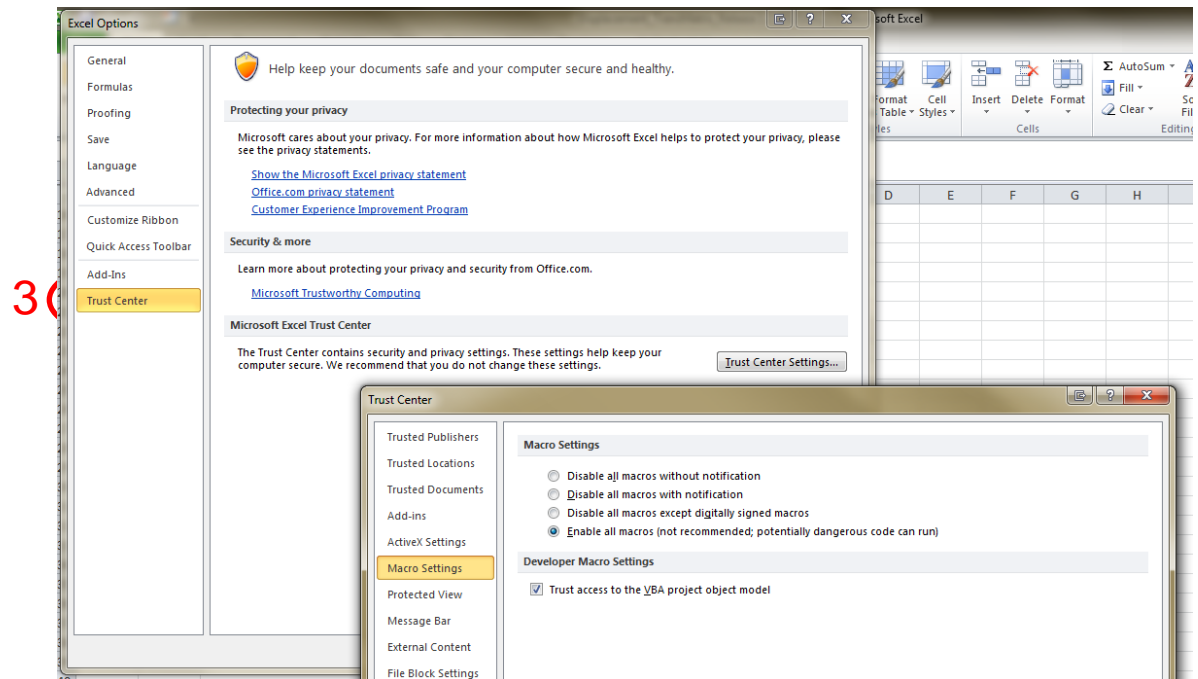 Excel Options
soft Excel
General
Formulas
Proofing
Save
Language
Advanced
Customize Ribbon
Quick Access Toolbar
Add-Ins
3
Trust Center
Help keep your documents safe and your computer secure and healthy.
Protecting your privacy
Microsoft cares about your privacy. For more information about how Microsoft Excel helps to protect your privacy, please
see the privacy statements.
Show the Microsoft Excel privacy statement
Office.com privacy statement
Customer Experience Improvement Program
Security & more
Learn more about protecting your privacy and security from Office.com.
Microsoft Trustworthy Computing
Microsoft Excel Trust Center
The Trust Center contains security and privacy settings. These settings help keep your
computer secure. We recommend that you do not change these settings.
Trust Center Settings...
Σ AutoSum
Fill
Clear
Format
Table
Cell
Styles
Insert Delete Format
Cells
Editing
D E F G H
Trust Center
Trusted Publishers
Trusted Locations
Trusted Documents
Add-ins
ActiveX Settings
Macro Settings
Protected View
Message Bar
External Content
File Block Settings
Macro Settings
Disable all macros without notification
Disable all macros with notification
Disable all macros except digitally signed macros
Enable all macros (not recommended; potentially dangerous code can run)
Developer Macro Settings
Trust access to the VBA project object model